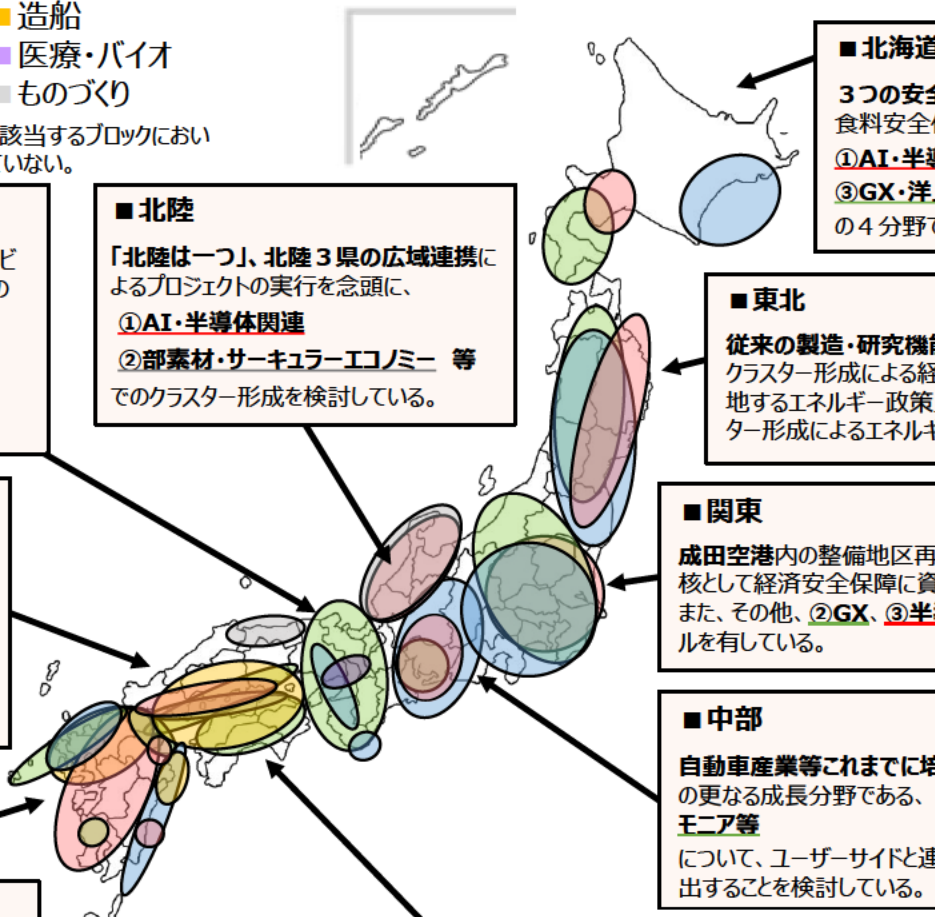 造船
医療・バイオ
ものづくり
該当するブロックにおい
いない。
ビ
の
■北陸
「北陸は一つ」、北陸3県の広域連携に
よるプロジェクトの実行を念頭に、
①AI・半導体関連
②部素材・サーキュラーエコノミー 等
でのクラスター形成を検討している。
■北海道
3つの安全
食料安全
①AI・半導
③GX・洋
の4分野で
■東北
従来の製造・研究機能
クラスター形成による経
地するエネルギー政策
ター形成によるエネルギ
■関東
成田空港内の整備地区再
核として経済安全保障に資
また、その他、②GX、③半
ルを有している。
■中部
自動車産業等これまでに培
の更なる成長分野である、
モニア等
について、ユーザーサイドと連
出することを検討している。